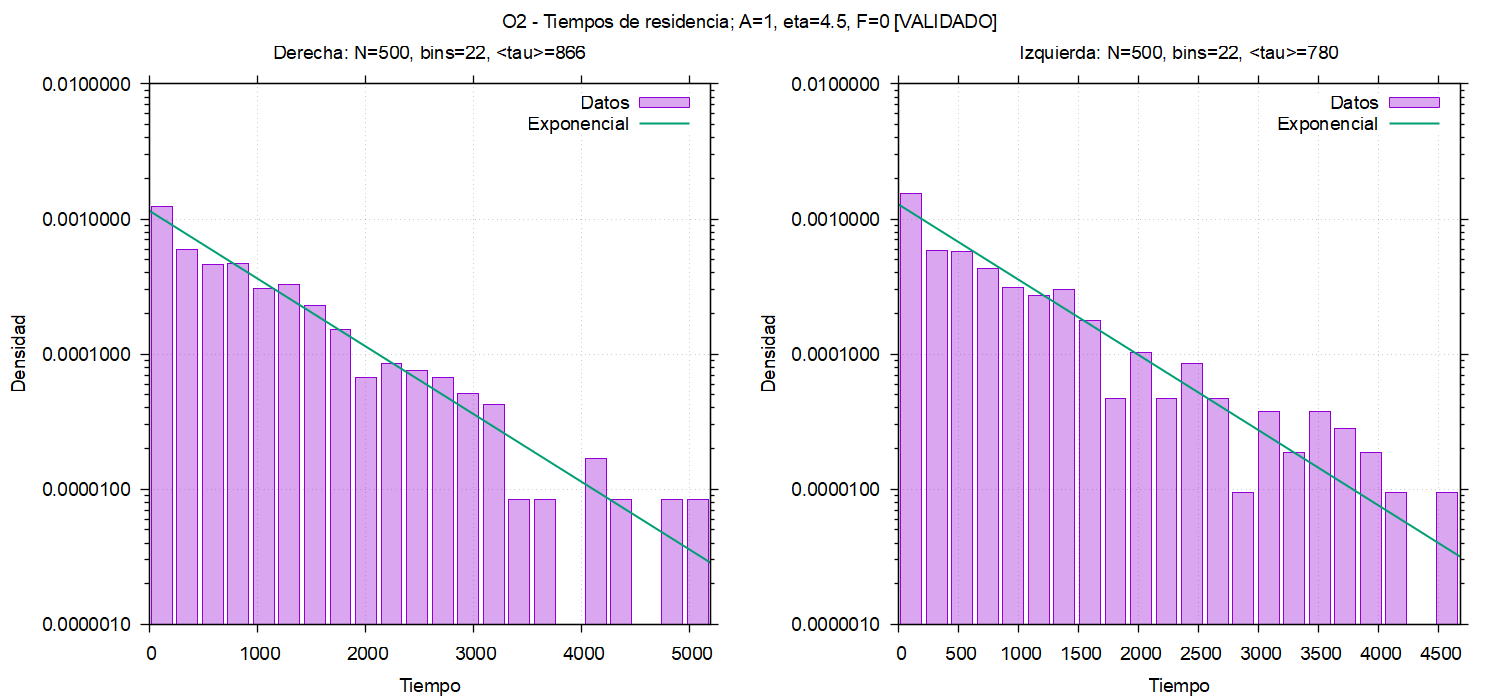 O2 - Tiempos de residencia; A=1, eta=4.5, F=0 [VALIDADO]
Derecha: N=500, bins=22, <tau>=866
0.0100000
0.0010000
0.0001000
0.0000100
0.0000010
Densidad
Datos
Exponencial
0 1000 2000 3000 4000 5000
Tiempo
Izquierda: N=500, bins=22, <tau>=780
0.0100000
0.0010000
0.0001000
0.0000100
0.0000010
Densidad
Datos
Exponencial
0 500 1000 1500 2000 2500 3000 3500 4000 4500
Tiempo